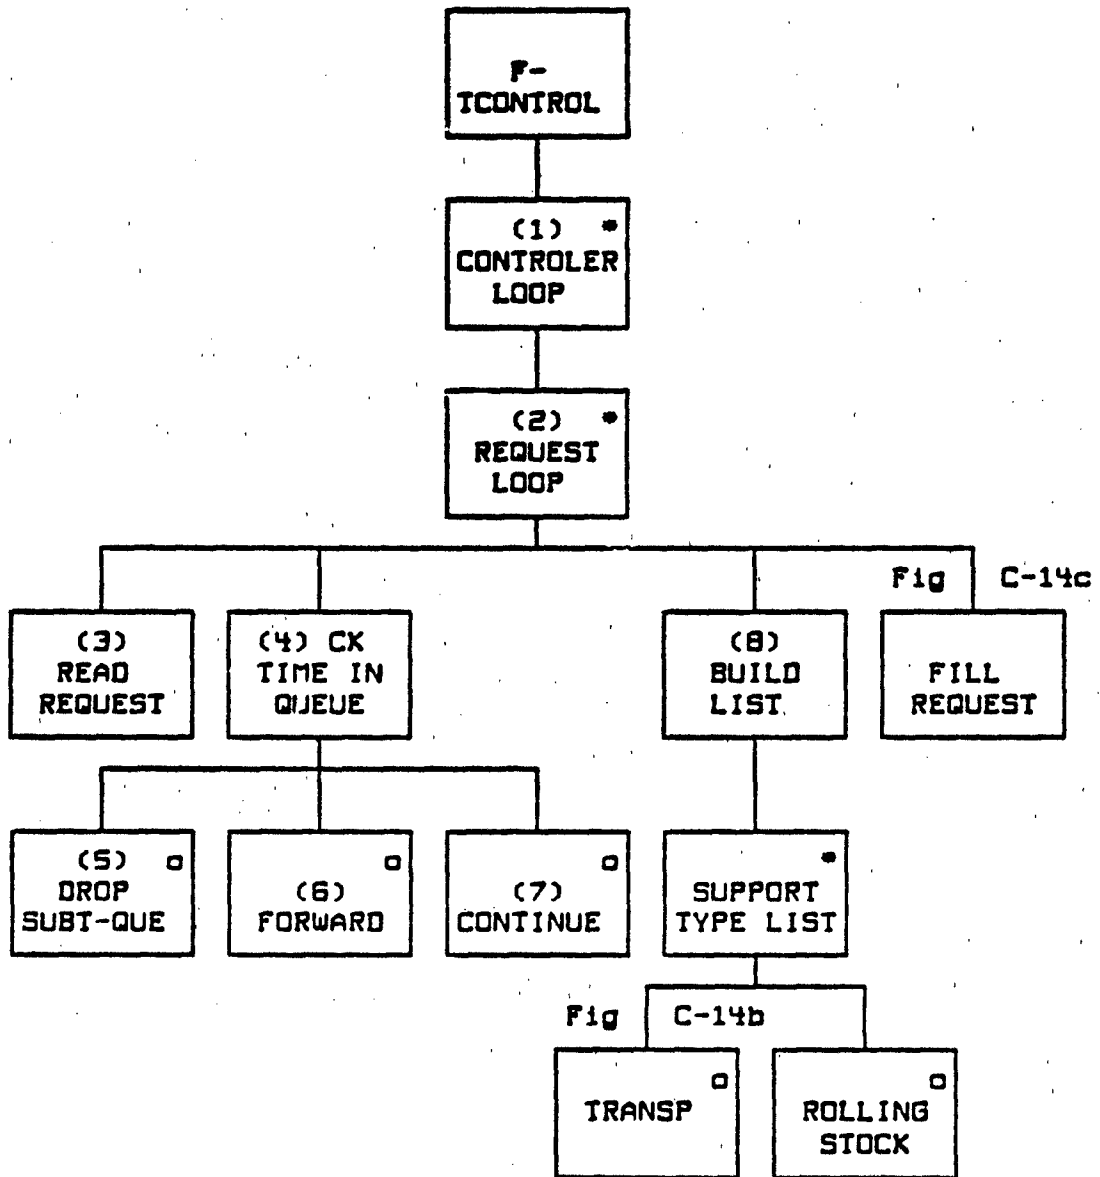 F-
TCONTROL
(1) *
CONTROLER
LOOP
(2) *
REQUEST
LOOP
Fig C-14c
(3)
READ
REQUEST
(4) CK
TIME IN
QUEUE
(8)
BUILD
LIST
FILL
REQUEST
(5) o
DROP
SUBT-QUE
o
(6)
FORWARD
o
(7)
CONTINUE
*
SUPPORT
TYPE LIST
Fig C-14b
o
TRANSP
o
ROLLING
STOCK